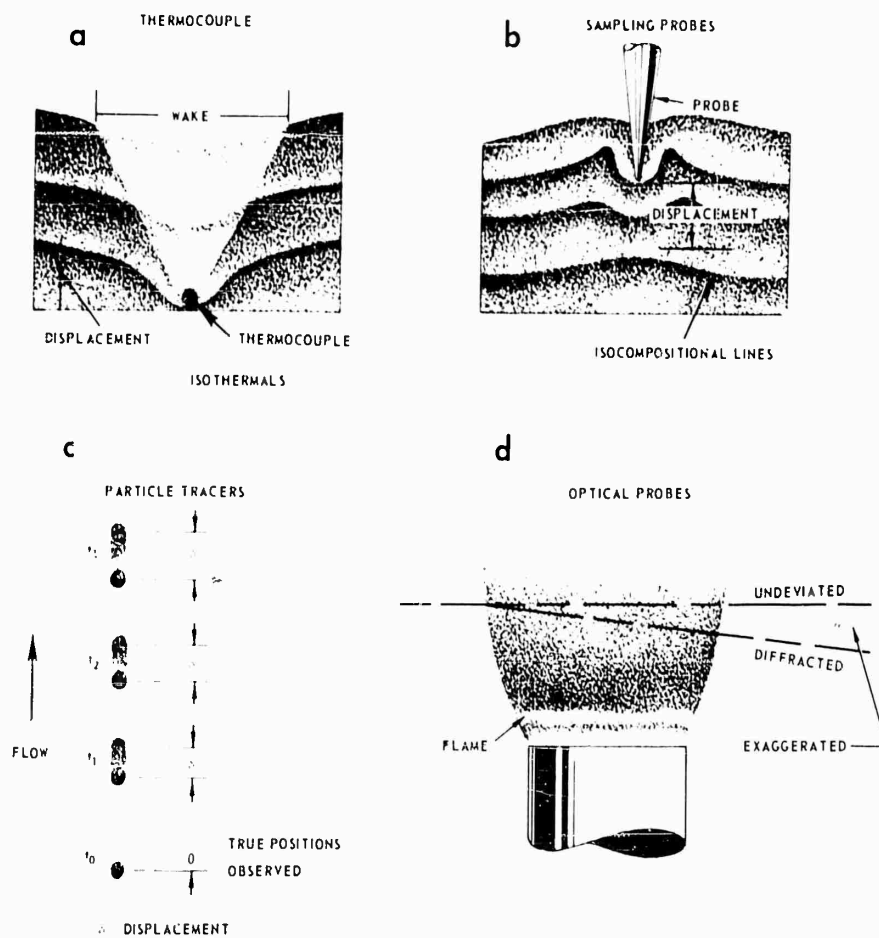 a
THERMOCOUPLE
WAKE
DISPLACEMENT
THERMOCOUPLE
ISOTHERMALS
b
SAMPLING PROBES
PROBE
DISPLACEMENT
ISOCOMPOSITIONAL LINES
c
PARTICLE TRACERS
t2
t1
FLOW
t0
0
TRUE POSITIONS
OBSERVED
DISPLACEMENT
d
OPTICAL PROBES
UNDEVIATED
DIFFRACTED
FLAME
EXAGGERATED